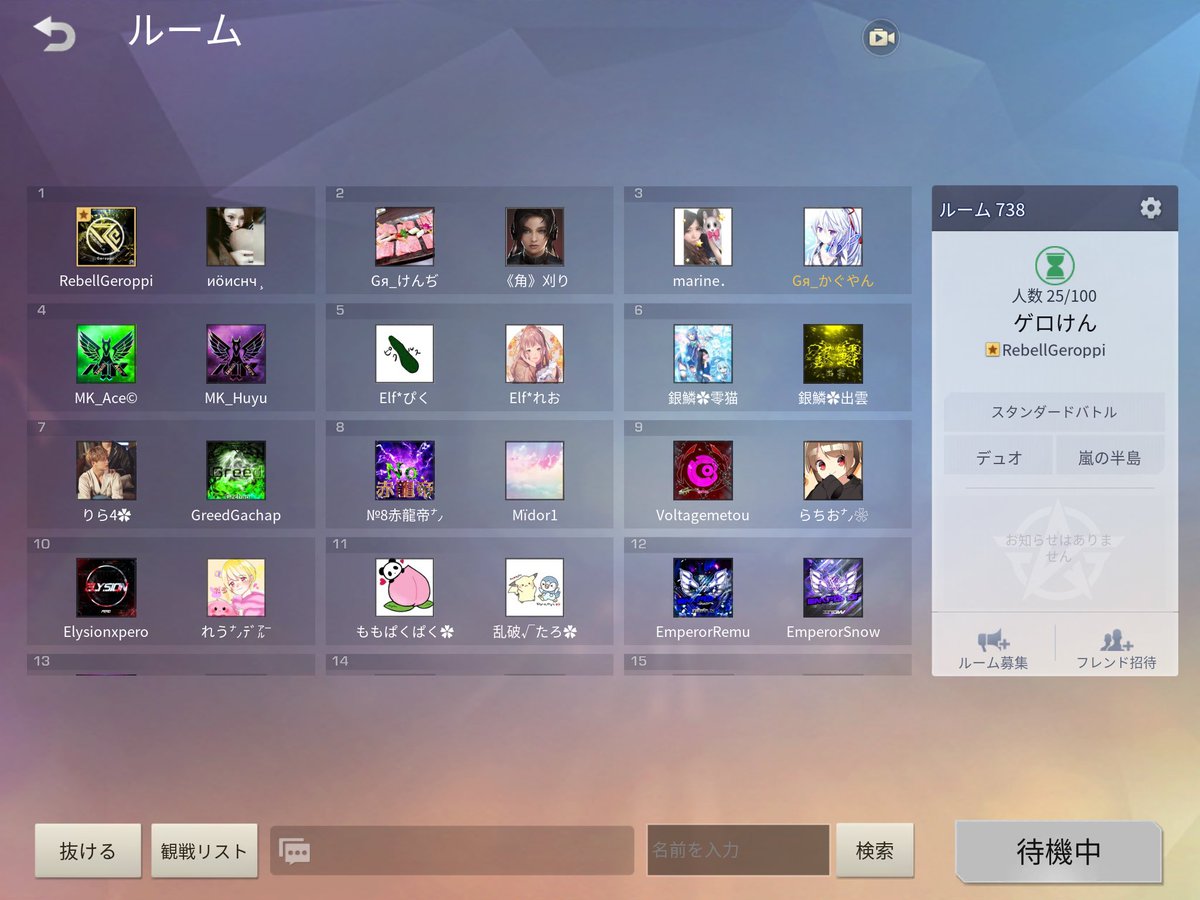 ルーム
1
2
3
RebellGeroppi
Gя_けんぢ
《角》刈り
marine.
Gя_かぐやん
4
5
6
MK_Ace©
MK_Huyu
Elf*ぴく
Elf*れお
銀鱗✿零猫
銀鱗✿出雲
7
8
9
りら4✿
GreedGachap
№8赤龍帝ﾅﾉ
Mïdor1
Voltagemetou
らちおﾅﾉ❀
10
11
12
Elysionxpero
れうﾅﾉﾃﾞｱｰ
ももぱくぱく✿
乱破√たろ✿
EmperorRemu
EmperorSnow
13
14
15
ルーム 738
人数 25/100
ゲロけん
RebellGeroppi
スタンダードバトル
デュオ
嵐の半島
お知らせはありま
せん
ルーム募集
フレンド招待
抜ける
観戦リスト
名前を入力
検索
待機中